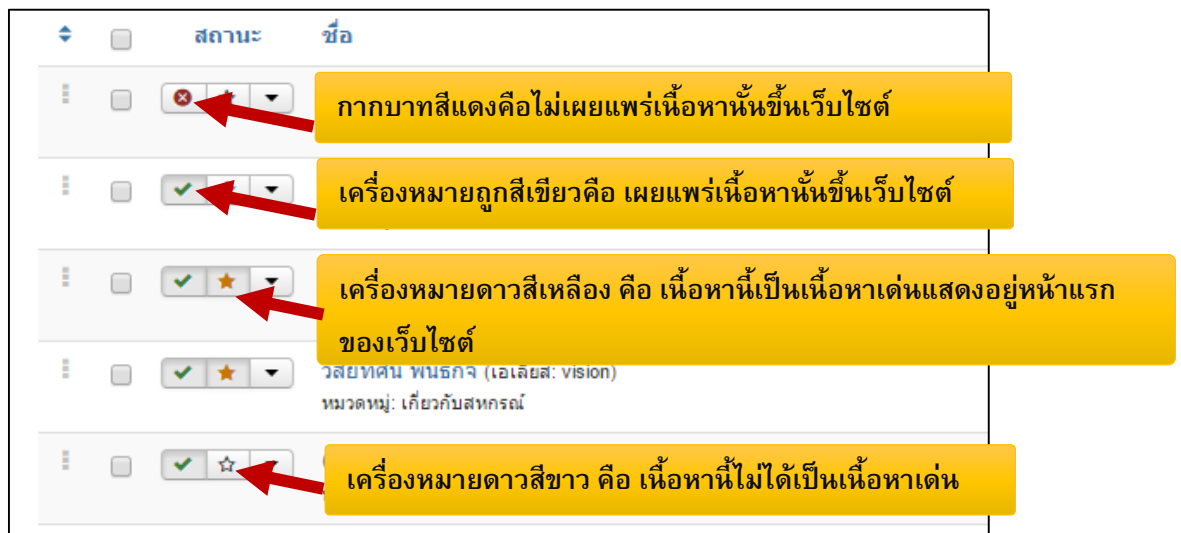 สถานะ ชื่อ
กากบาทสีแดงคือไม่เผยแพร่เนื้อหานั้นขึ้นเว็บไซต์
เครื่องหมายถูกสีเขียวคือ เผยแพร่เนื้อหานั้นขึ้นเว็บไซต์
เครื่องหมายดาวสีเหลือง คือ เนื้อหานี้เป็นเนื้อหาเด่นแสดงอยู่หน้าแรก
ของเว็บไซต์
วิสัยทัศน์ พันธกิจ (เอเลียส: vision)
หมวดหมู่: เกี่ยวกับสหกรณ์
เครื่องหมายดาวสีขาว คือ เนื้อหานี้ไม่ได้เป็นเนื้อหาเด่น